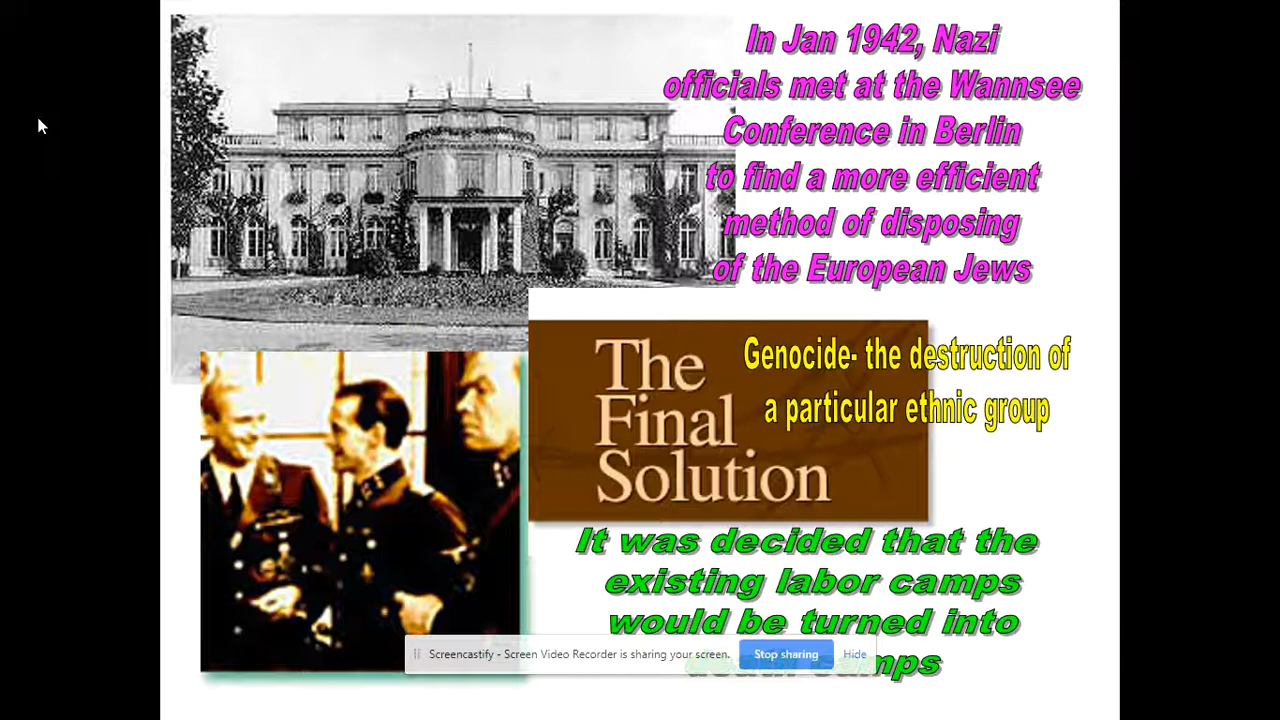 In Jan 1942, Nazi
officials met at the Wannsee
Conference in Berlin
to find a more efficient
method of disposing
of the European Jews
The
Final
Solution
Genocide- the destruction of
a particular ethnic group
It was decided that the
existing labor camps
would be turned into
death camps
Screencastify - Screen Video Recorder is sharing your screen.
Stop sharing
Hide